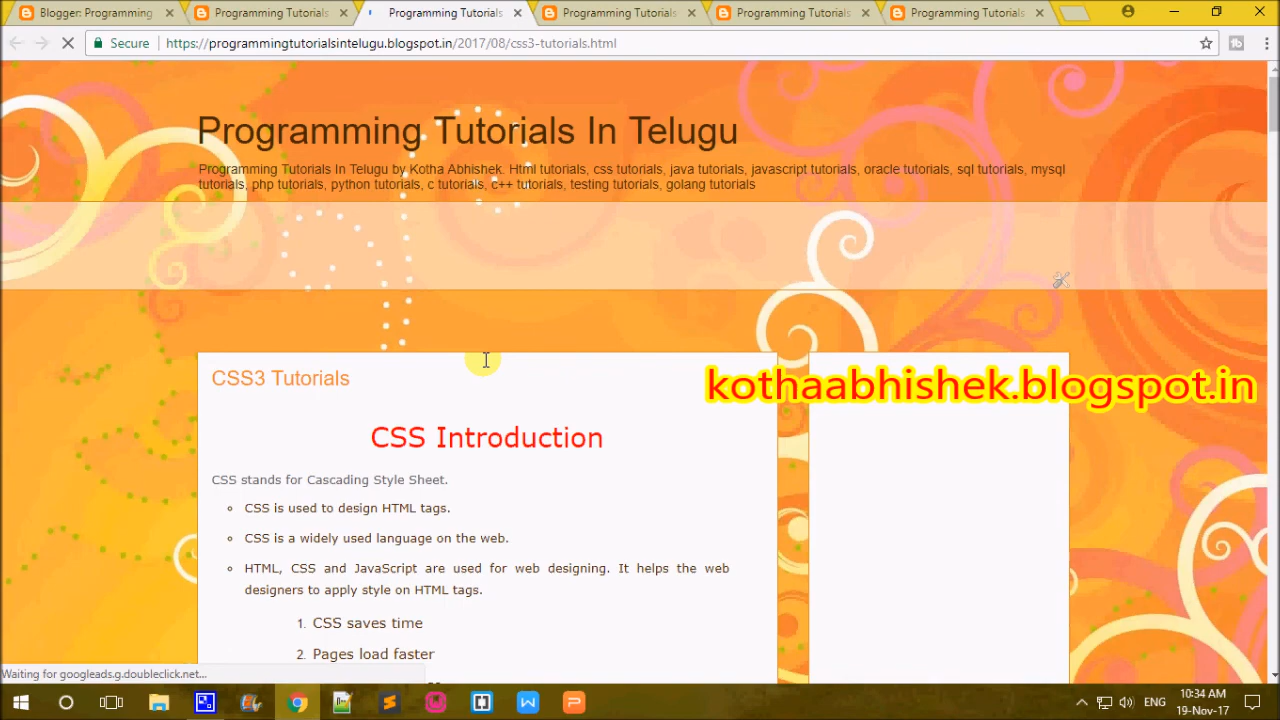 Blogger: Programming
Programming Tutorials
Programming Tutorials
Programming Tutorials
Programming Tutorials
Programming Tutorials
Secure
https://programmingtutorialsintelugu.blogspot.in/2017/08/css3-tutorials.html
Programming Tutorials In Telugu
Programming Tutorials In Telugu by Kotha Abhishek. Html tutorials, css tutorials, java tutorials, javascript tutorials, oracle tutorials, sql tutorials, mysql
tutorials, php tutorials, python tutorials, c tutorials, c++ tutorials, testing tutorials, golang tutorials
CSS3 Tutorials
kothaabhishek.blogspot.in
CSS Introduction
CSS stands for Cascading Style Sheet.
CSS is used to design HTML tags.
CSS is a widely used language on the web.
HTML, CSS and JavaScript are used for web designing. It helps the web
designers to apply style on HTML tags.
1. CSS saves time
2. Pages load faster
Waiting for googleads.g.doubleclick.net...
ENG
10:34 AM
19-Nov-17